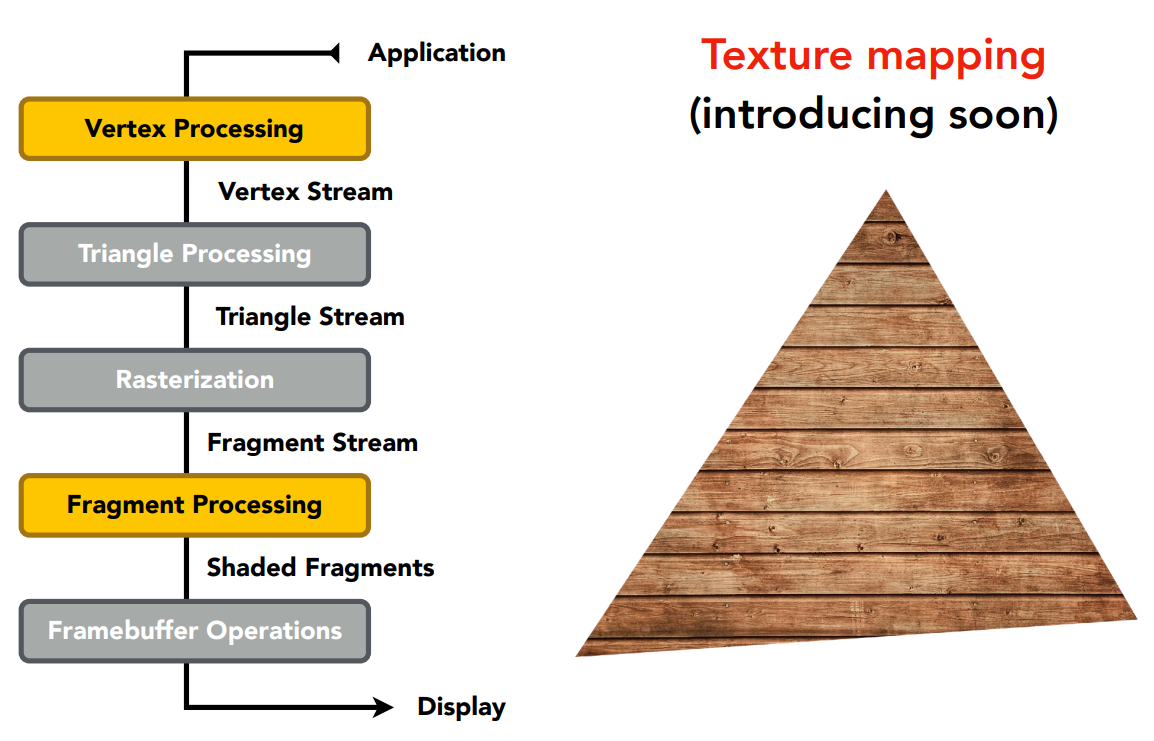 Application
Vertex Processing
Vertex Stream
Triangle Processing
Triangle Stream
Rasterization
Fragment Stream
Fragment Processing
Shaded Fragments
Framebuffer Operations
Display
Texture mapping
(introducing soon)